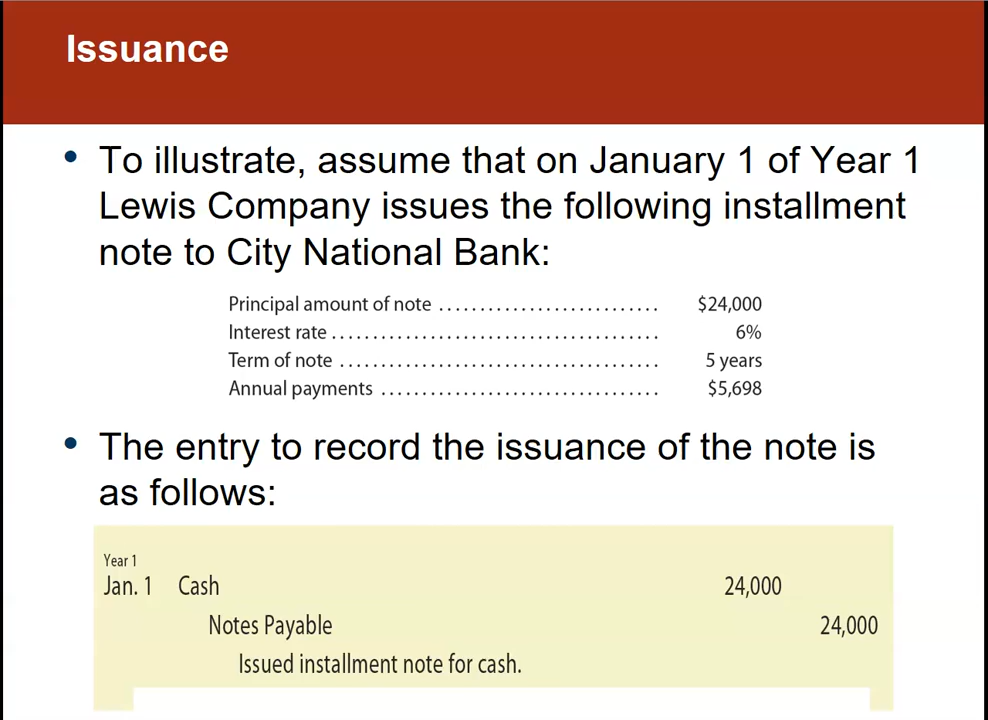 Issuance
• To illustrate, assume that on January 1 of Year 1
Lewis Company issues the following installment
note to City National Bank:
Principal amount of note ........................... $24,000
Interest rate ........................................ 6%
Term of note ....................................... 5 years
Annual payments .................................. $5,698
• The entry to record the issuance of the note is
as follows:
Year 1
Jan. 1 Cash 24,000
Notes Payable 24,000
Issued installment note for cash.